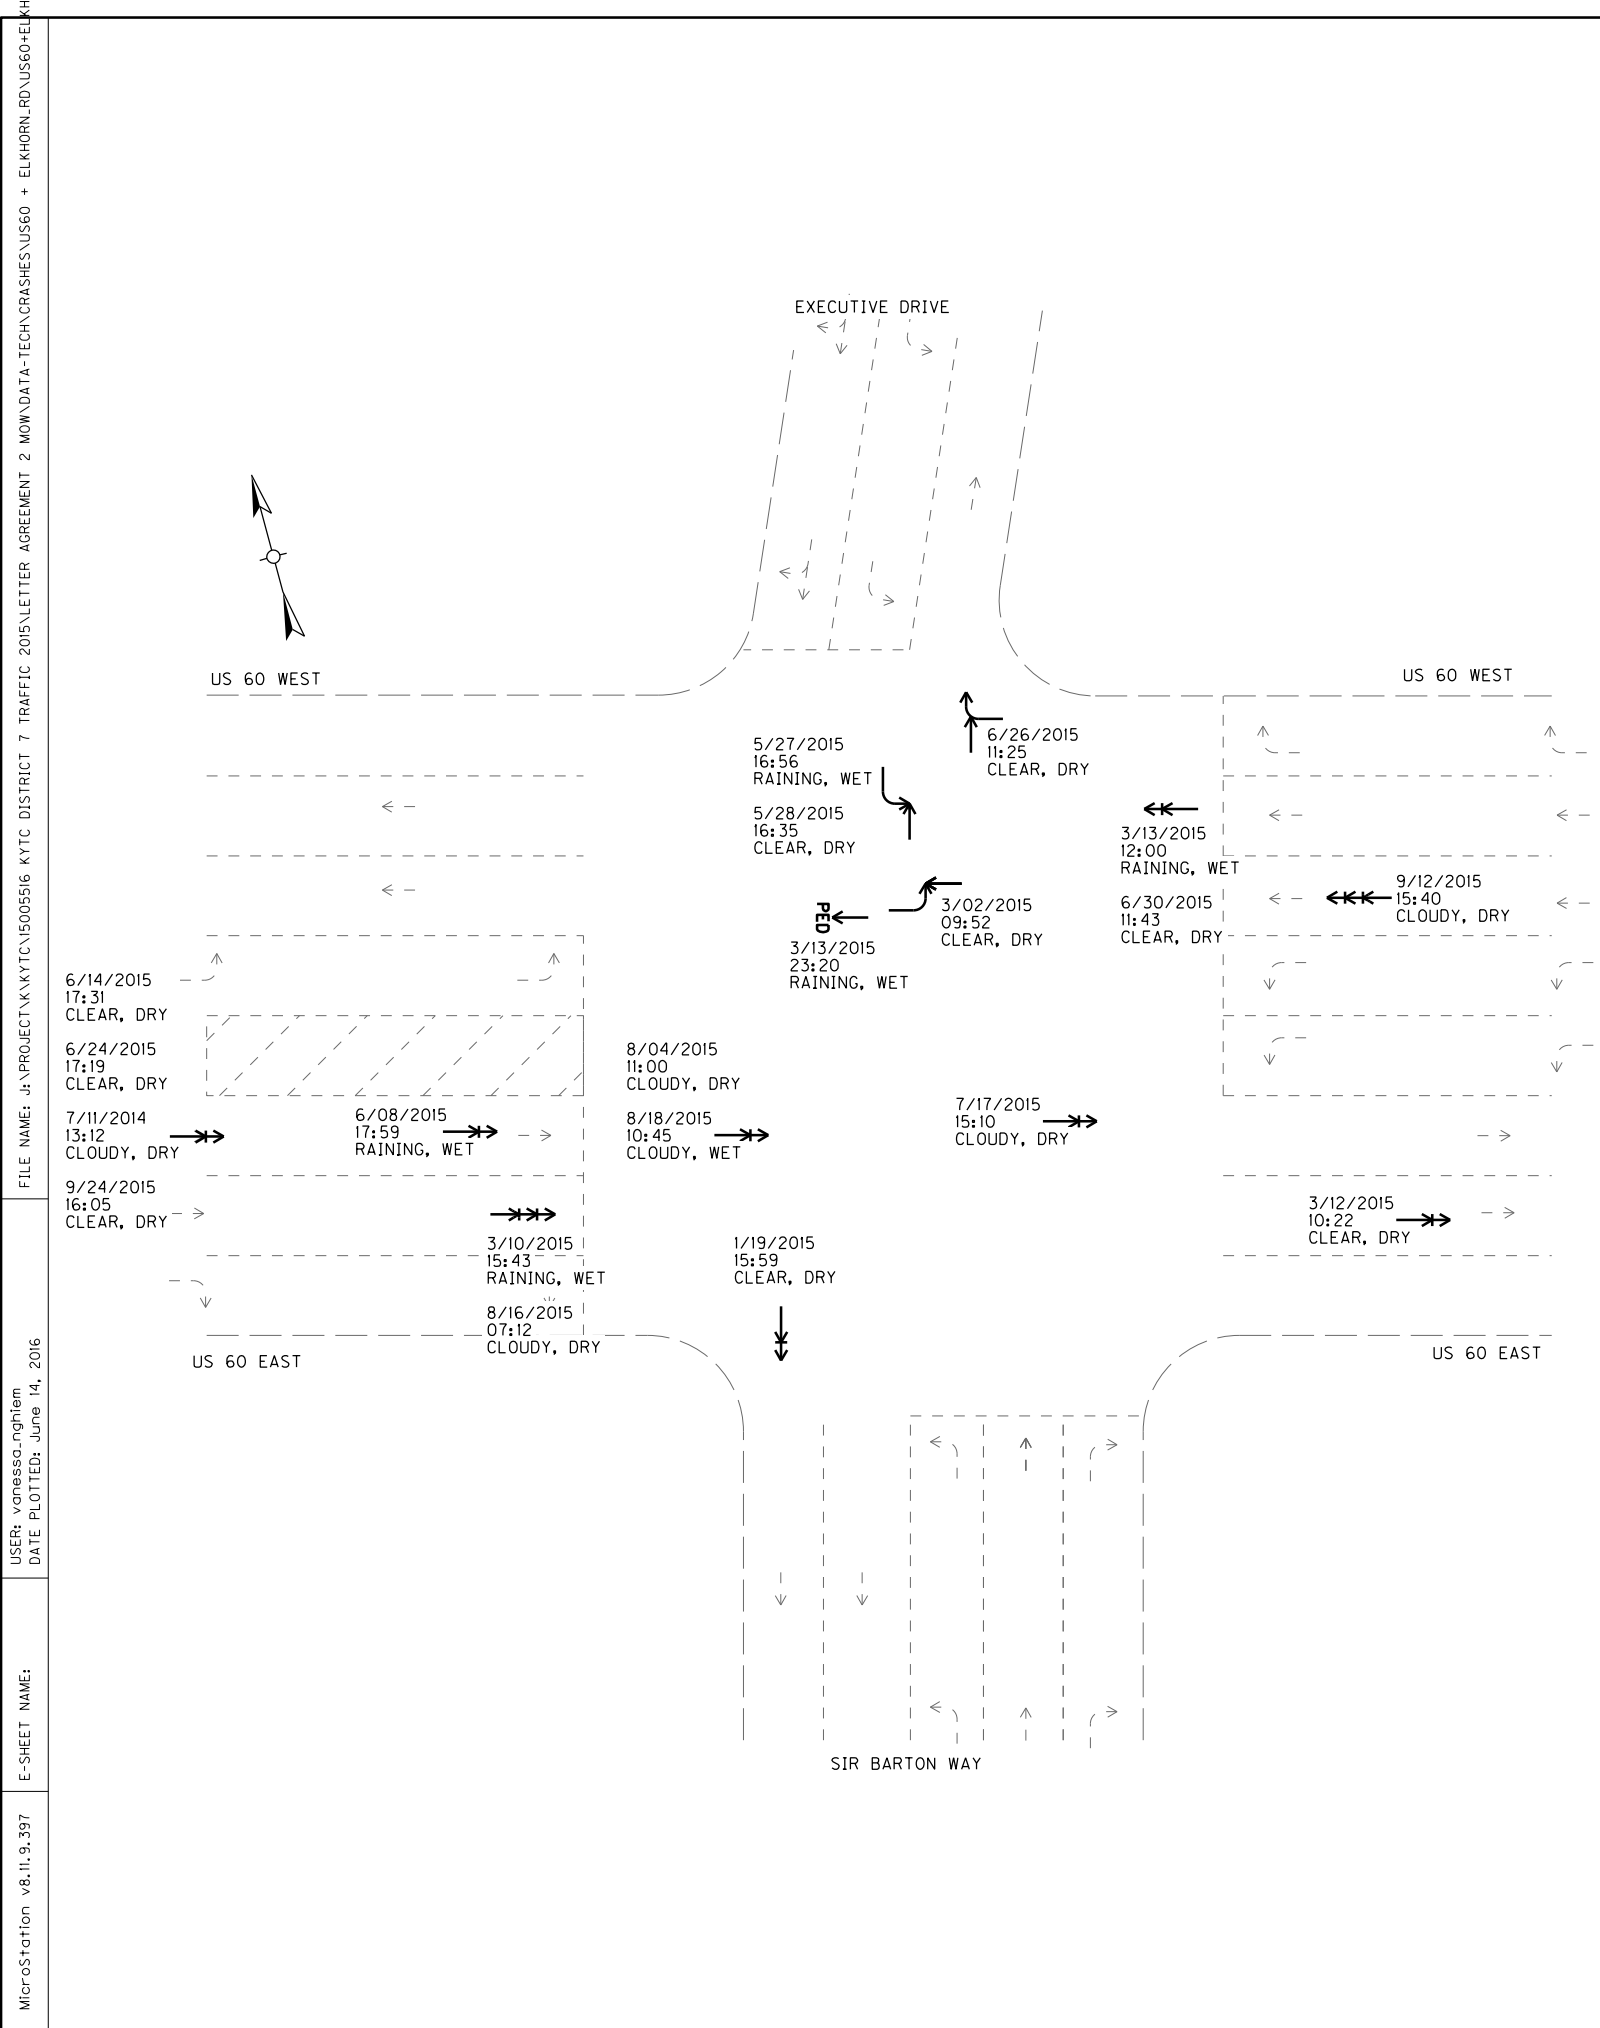 EXECUTIVE DRIVE
US 60 WEST
US 60 WEST
5/27/2015
16:56
RAINING, WET
5/28/2015
16:35
CLEAR, DRY
6/26/2015
11:25
CLEAR, DRY
3/13/2015
12:00
RAINING, WET
6/30/2015
11:43
CLEAR, DRY
9/12/2015
15:40
CLOUDY, DRY
PED
3/02/2015
09:52
CLEAR, DRY
3/13/2015
23:20
RAINING, WET
6/14/2015
17:31
CLEAR, DRY
6/24/2015
17:19
CLEAR, DRY
7/11/2014
13:12
CLOUDY, DRY
9/24/2015
16:05
CLEAR, DRY
6/08/2015
17:59
RAINING, WET
8/04/2015
11:00
CLOUDY, DRY
8/18/2015
10:45
CLOUDY, WET
7/17/2015
15:10
CLOUDY, DRY
3/12/2015
10:22
CLEAR, DRY
3/10/2015
15:43
RAINING, WET
8/16/2015
07:12
CLOUDY, DRY
1/19/2015
15:59
CLEAR, DRY
US 60 EAST
US 60 EAST
SIR BARTON WAY
FILE NAME: J:\PROJECT\K\KYTC\15005516 KYTC DISTRICT 7 TRAFFIC 2015\LETTER AGREEMENT 2 MOW\DATA-TECH\CRASHES\US60 + ELKHORN_RD\US60+ELKH
USER: vanessa_nghiem
DATE PLOTTED: June 14, 2016
E-SHEET NAME:
MicroStation v8.11.9.397